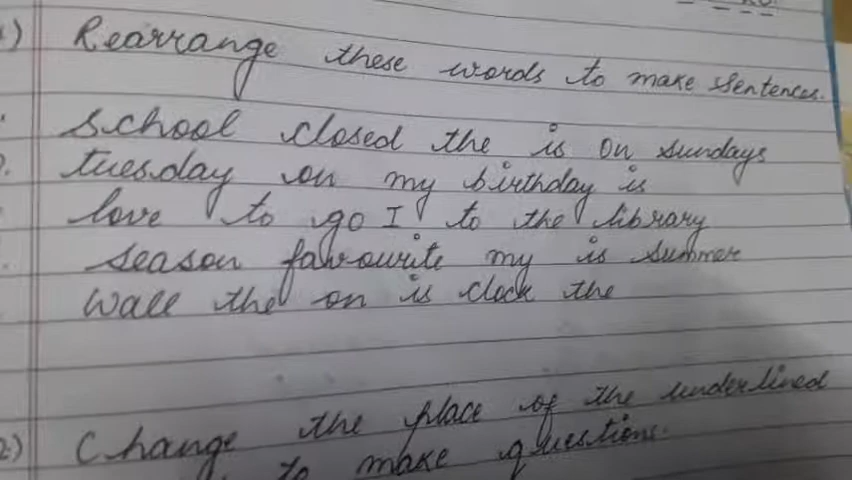 1) Rearrange these words to make sentences.
school closed the is on sundays
tuesday on my birthday is
love to go I to the library
season favourite my is summer
wall the on is clock the
2) Change the place of the underlined
to make questions.